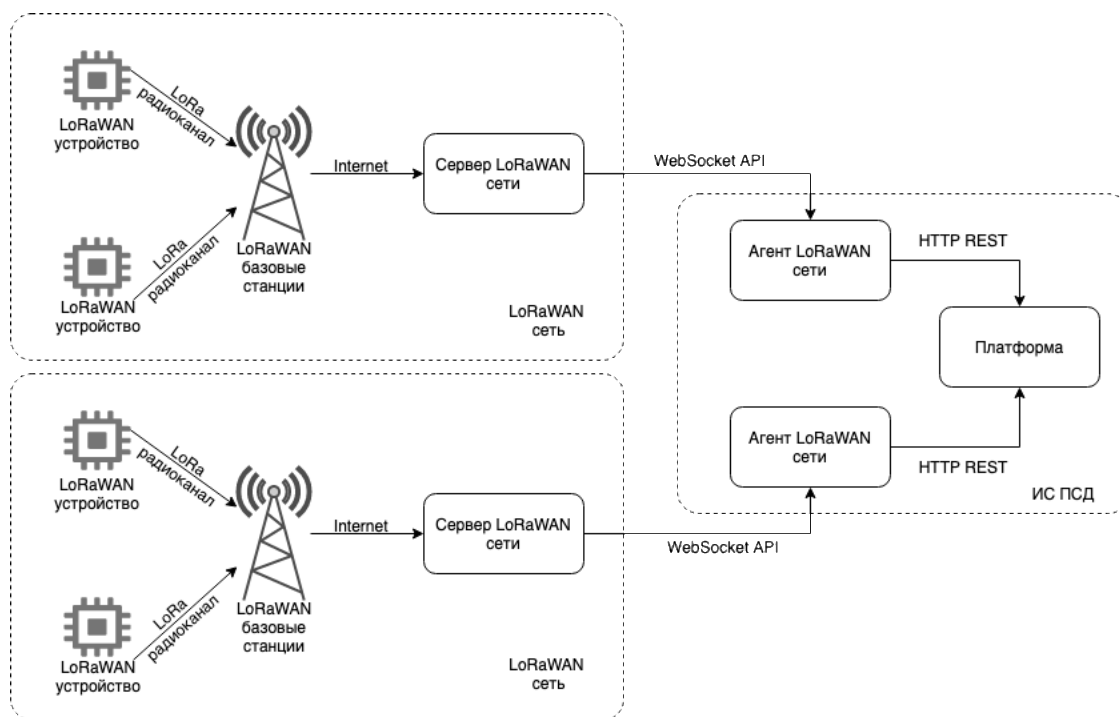 LoRaWAN
устройство
LoRa
радиоканал
LoRaWAN
устройство
LoRa
радиоканал
LoRaWAN
базовые
станции
Internet
Сервер LoRaWAN
сети
LoRaWAN
сеть
WebSocket API
Агент LoRaWAN
сети
HTTP REST
Платформа
LoRaWAN
устройство
LoRa
радиоканал
LoRaWAN
устройство
LoRa
радиоканал
LoRaWAN
базовые
станции
Internet
Сервер LoRaWAN
сети
LoRaWAN
сеть
WebSocket API
Агент LoRaWAN
сети
HTTP REST
ИС ПСД